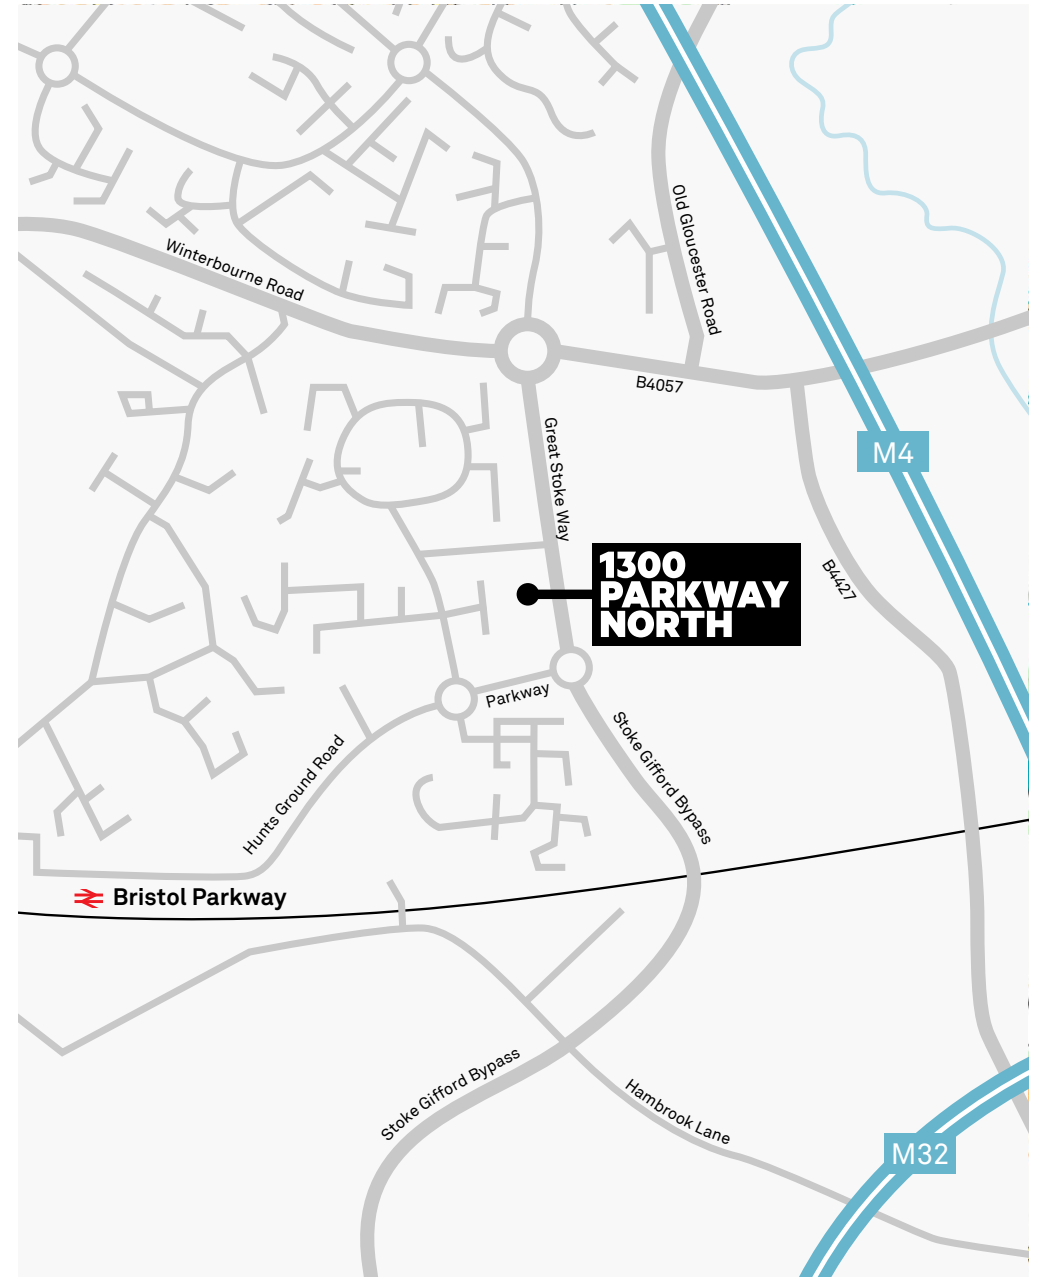 Old Gloucester Road
Winterbourne Road
B4057
Great Stoke Way
M4
1300
PARKWAY
NORTH
B4427
Parkway
Stoke Gifford Bypass
Hunts Ground Road
Bristol Parkway
Stoke Gifford Bypass
Hambrook Lane
M32